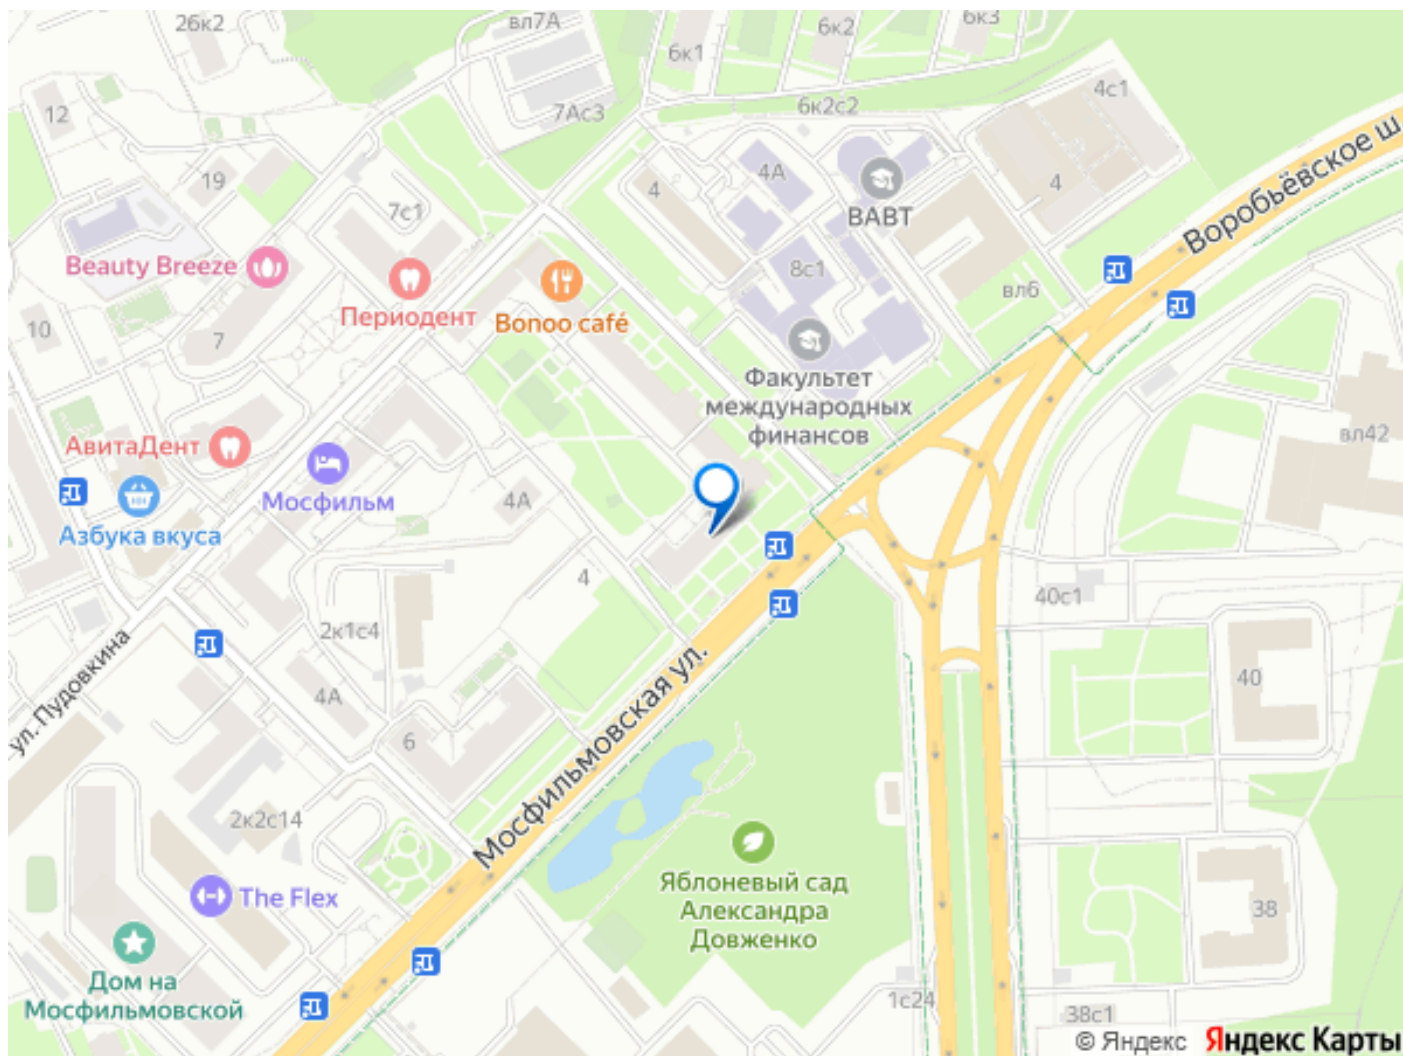 26к2
вл7А
6к1
6к2
6к3
12
7Ас3
6к2с2
4с1
19
7с1
4
4А
ВАВТ
4
Воробьёвское ш.
Beauty Breeze
Периодент
Bonoo café
8с1
вл6
10
7
Факультет
международных
финансов
вл42
АвитаДент
Мосфильм
Азбука вкуса
4А
4
40с1
2к1с4
ул. Пудовкина
4А
6
Мосфильмовская ул.
40
2к2с14
The Flex
Яблоневый сад
Александра
Довженко
38
Дом на
Мосфильмовской
1с24
38с1
© Яндекс Яндекс Карты